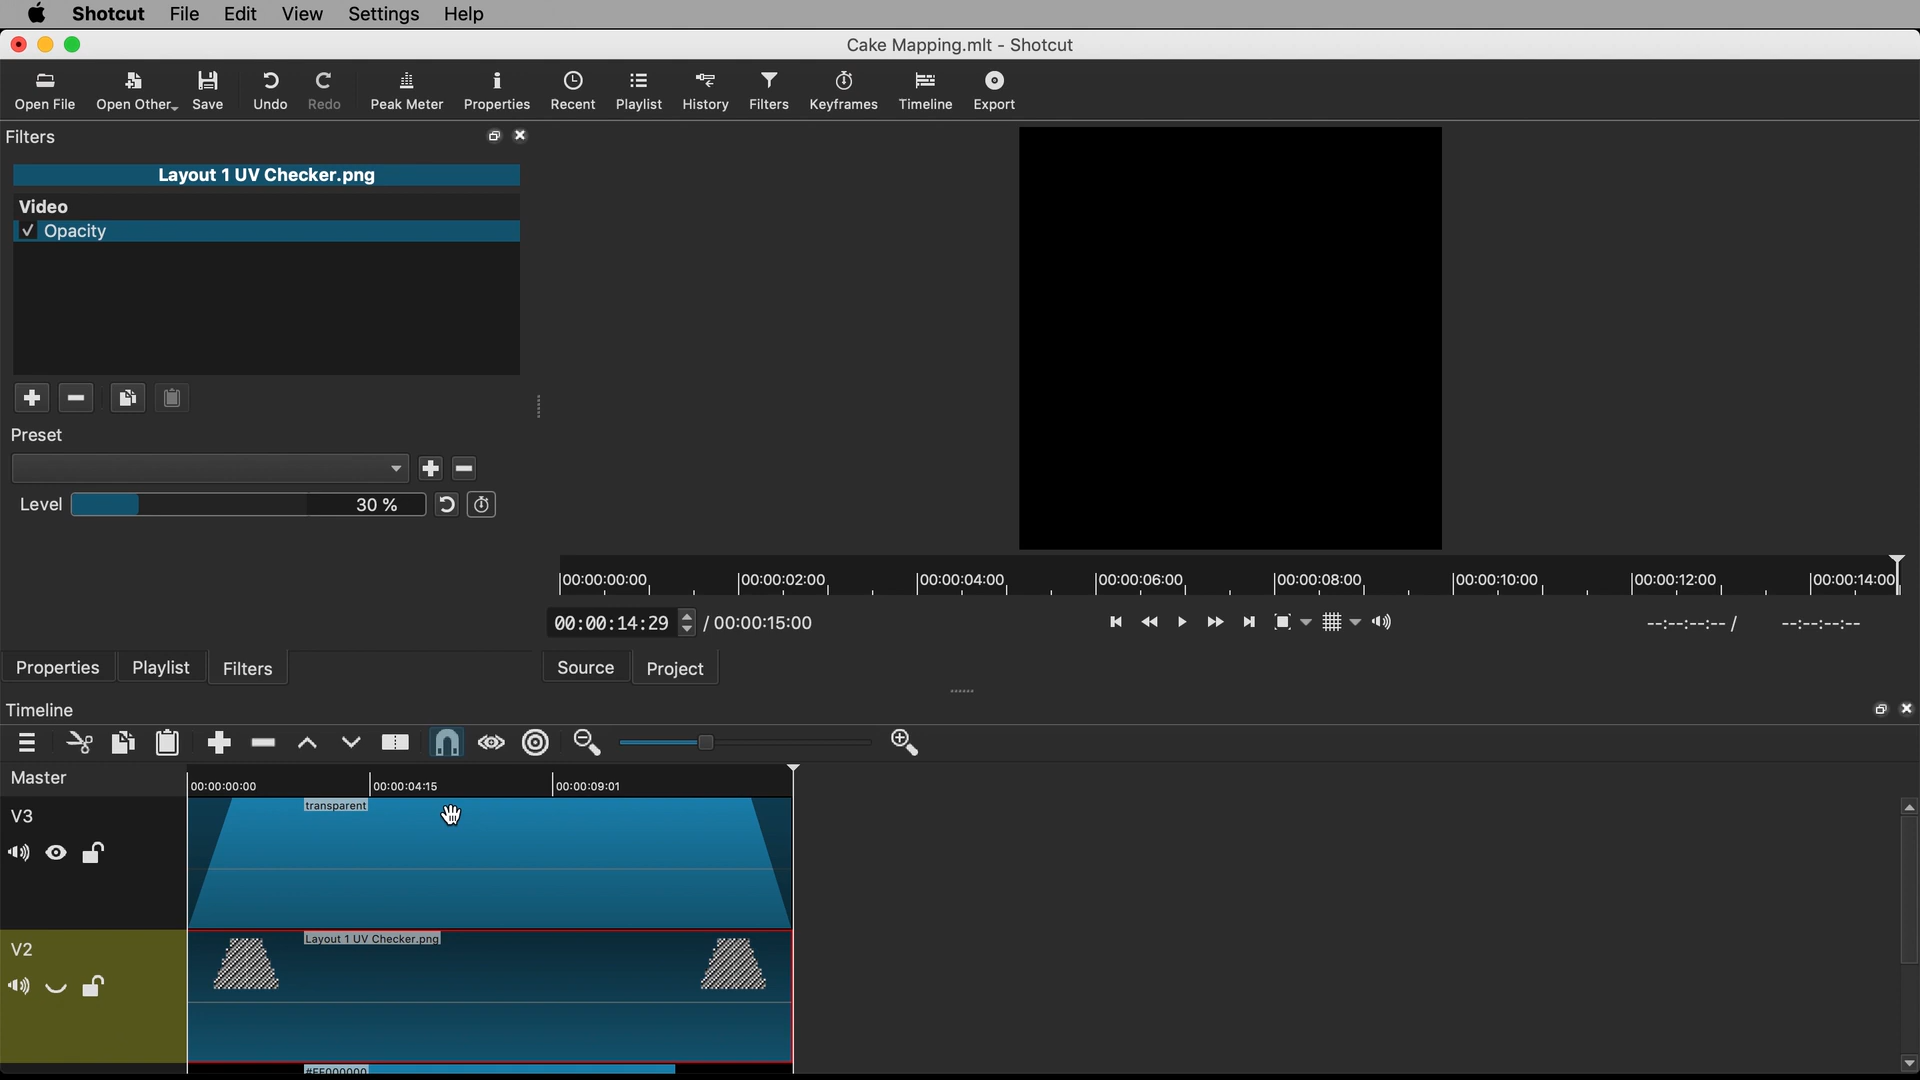 Shotcut File Edit View Settings Help
Cake Mapping.mlt - Shotcut
Open File Open Other Save Undo Redo Peak Meter Properties Recent Playlist History Filters Keyframes Timeline Export
Filters
Layout 1 UV Checker.png
Video
✓ Opacity
Preset
Level 30 %
00:00:00:00 00:00:02:00 00:00:04:00 00:00:06:00 00:00:08:00 00:00:10:00 00:00:12:00 00:00:14:00
00:00:14:29 / 00:00:15:00 --:--:--:-- / --:--:--:--
Properties Playlist Filters Source Project
Timeline
Master 00:00:00:00 00:00:04:15 00:00:09:01
transparent
V3
Layout 1 UV Checker.png
V2
#FF000000